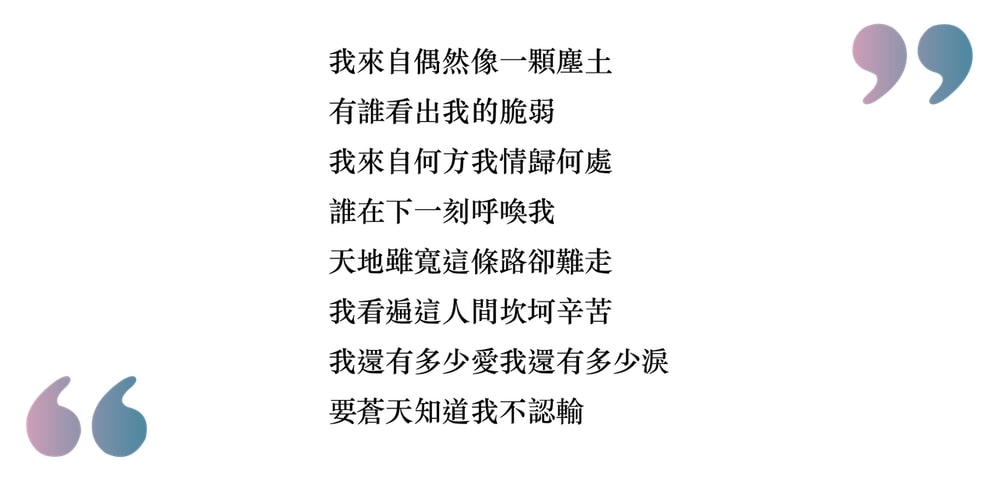 我來自偶然像一顆塵土
有誰看出我的脆弱
我來自何方我情歸何處
誰在下一刻呼喚我
天地雖寬這條路卻難走
我看遍這人間坎坷辛苦
我還有多少愛我還有多少淚
要蒼天知道我不認輸